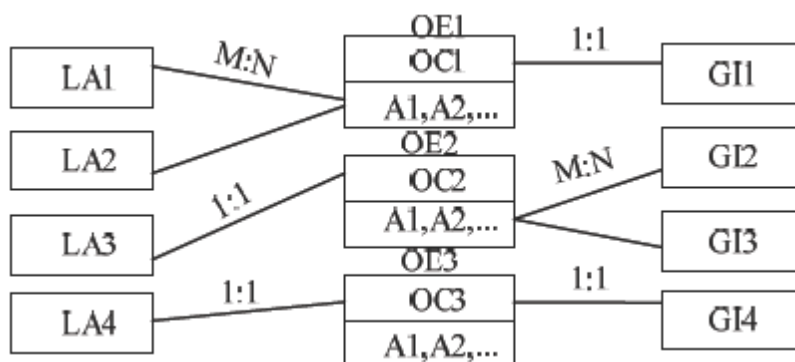 OE1
M:N
1:1
LA1
OC1
GI1
A1,A2,...
LA2
OE2
GI2
M:N
OC2
1:1
A1,A2,...
LA3
GI3
OE3
1:1
OC3
1:1
LA4
GI4
A1,A2,...